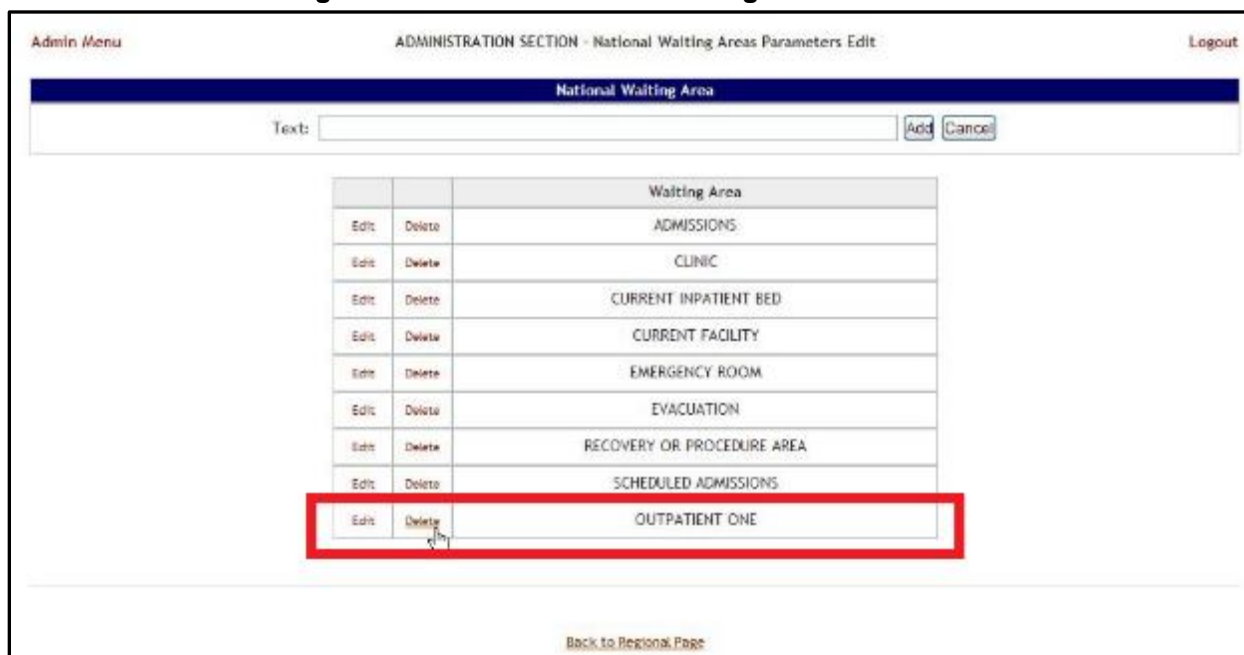 Admin Menu ADMINISTRATION SECTION - National Waiting Areas Parameters Edit Logout
National Waiting Area
Text: Add Cancel
Waiting Area
Edit Delete ADMISSIONS
Edit Delete CLINIC
Edit Delete CURRENT INPATIENT BED
Edit Delete CURRENT FACILITY
Edit Delete EMERGENCY ROOM
Edit Delete EVACUATION
Edit Delete RECOVERY OR PROCEDURE AREA
Edit Delete SCHEDULED ADMISSIONS
Edit Delete OUTPATIENT ONE
Back to Regional Page